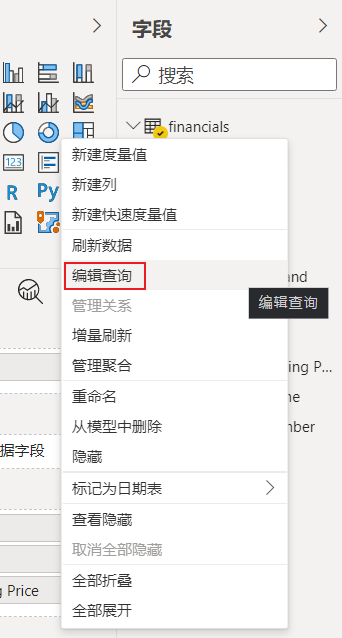 字段
搜索
financials
123
R
Py
新建度量值
新建列
新建快速度量值
刷新数据
编辑查询
管理关系
and
编辑查询
增量刷新
管理聚合
ing P...
重命名
me
从模型中删除
mber
据字段
隐藏
标记为日期表
查看隐藏
取消全部隐藏
全部折叠
g Price
全部展开